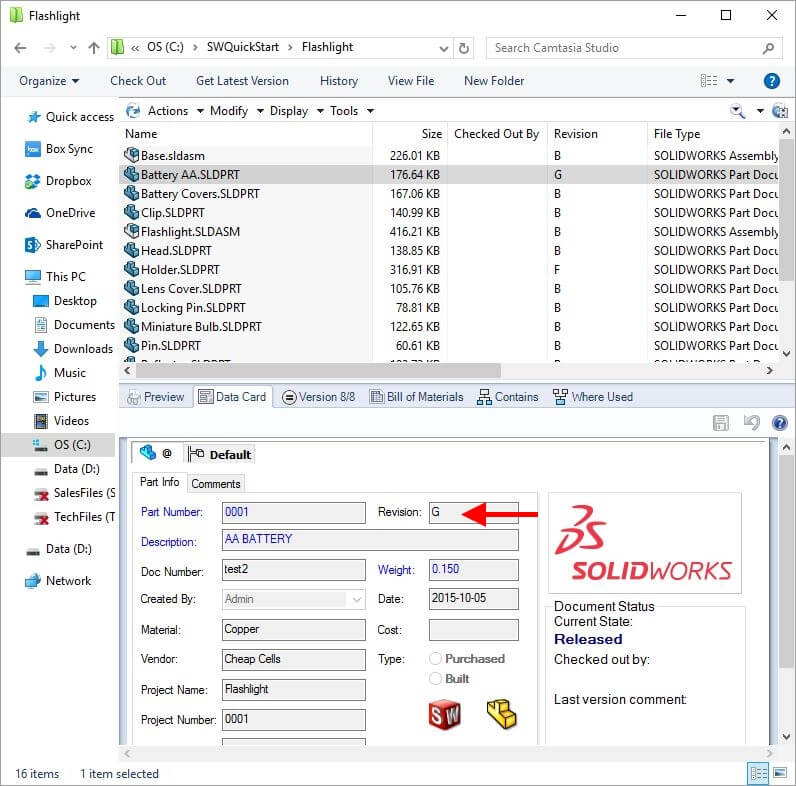 Flashlight
« OS (C:) › SWQuickStart › Flashlight
Search Camtasia Studio
Organize Check Out Get Latest Version History View File New Folder
Quick access
Box Sync
Dropbox
OneDrive
SharePoint
This PC
Desktop
Documents
Downloads
Music
Pictures
Videos
OS (C:)
Data (D:)
SalesFiles (S
TechFiles (T
Data (D:)
Network
Actions Modify Display Tools
Name Size Checked Out By Revision File Type
Base.sldasm 226.01 KB B SOLIDWORKS Assembly
Battery AA.SLDPRT 176.64 KB G SOLIDWORKS Part Docu
Battery Covers.SLDPRT 167.06 KB B SOLIDWORKS Part Docu
Clip.SLDPRT 140.99 KB B SOLIDWORKS Part Docu
Flashlight.SLDASM 416.21 KB B SOLIDWORKS Assembly
Head.SLDPRT 138.85 KB B SOLIDWORKS Part Docu
Holder.SLDPRT 316.91 KB F SOLIDWORKS Part Docu
Lens Cover.SLDPRT 105.76 KB B SOLIDWORKS Part Docu
Locking Pin.SLDPRT 78.81 KB B SOLIDWORKS Part Docu
Miniature Bulb.SLDPRT 122.65 KB B SOLIDWORKS Part Docu
Pin.SLDPRT 60.61 KB B SOLIDWORKS Part Docu
Preview Data Card Version 8/8 Bill of Materials Contains Where Used
@ Default
Part Info Comments
Part Number: 0001 Revision: G
Description: AA BATTERY
Doc Number: test2 Weight: 0.150
Created By: Admin Date: 2015-10-05
Material: Copper Cost:
Vendor: Cheap Cells Type: Purchased
Built
Project Name: Flashlight
Project Number: 0001
SW
SOLIDWORKS
Document Status
Current State:
Released
Checked out by:
Last version comment:
16 items 1 item selected